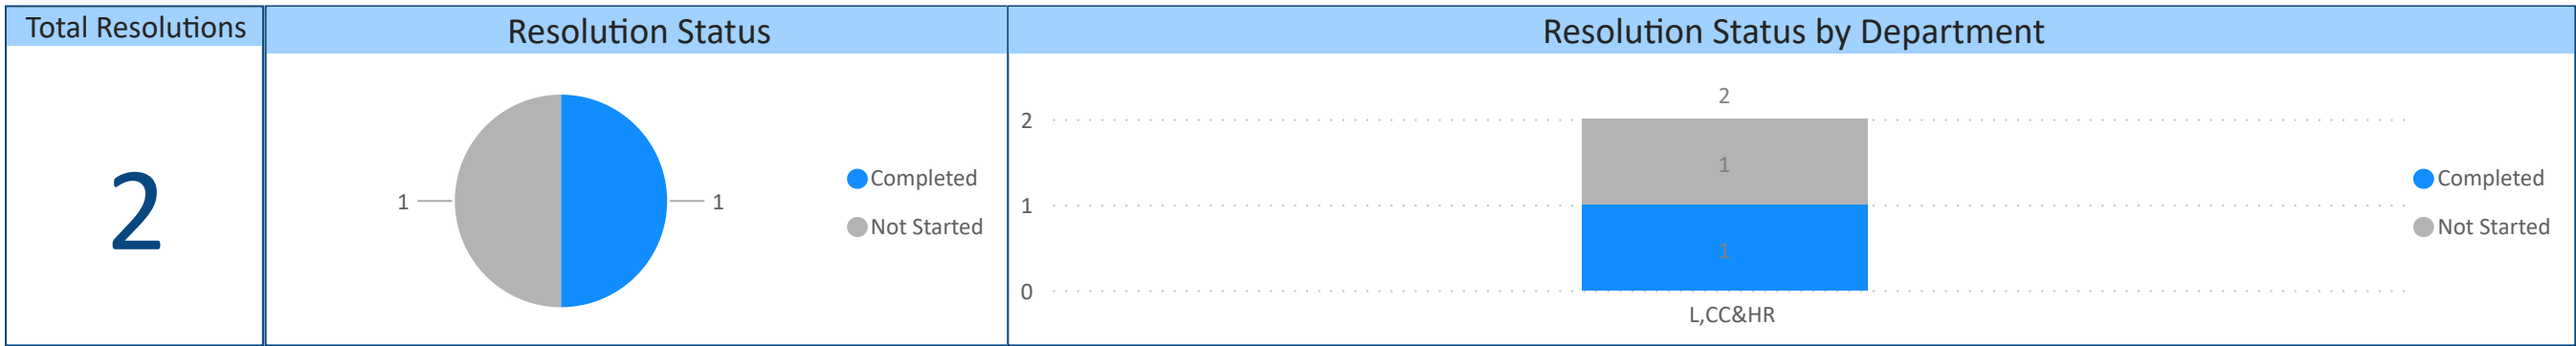 Total Resolutions
2
Resolution Status
1
1
Completed
Not Started
Resolution Status by Department
2
2
1
1
1
0
L,CC&HR
Completed
Not Started